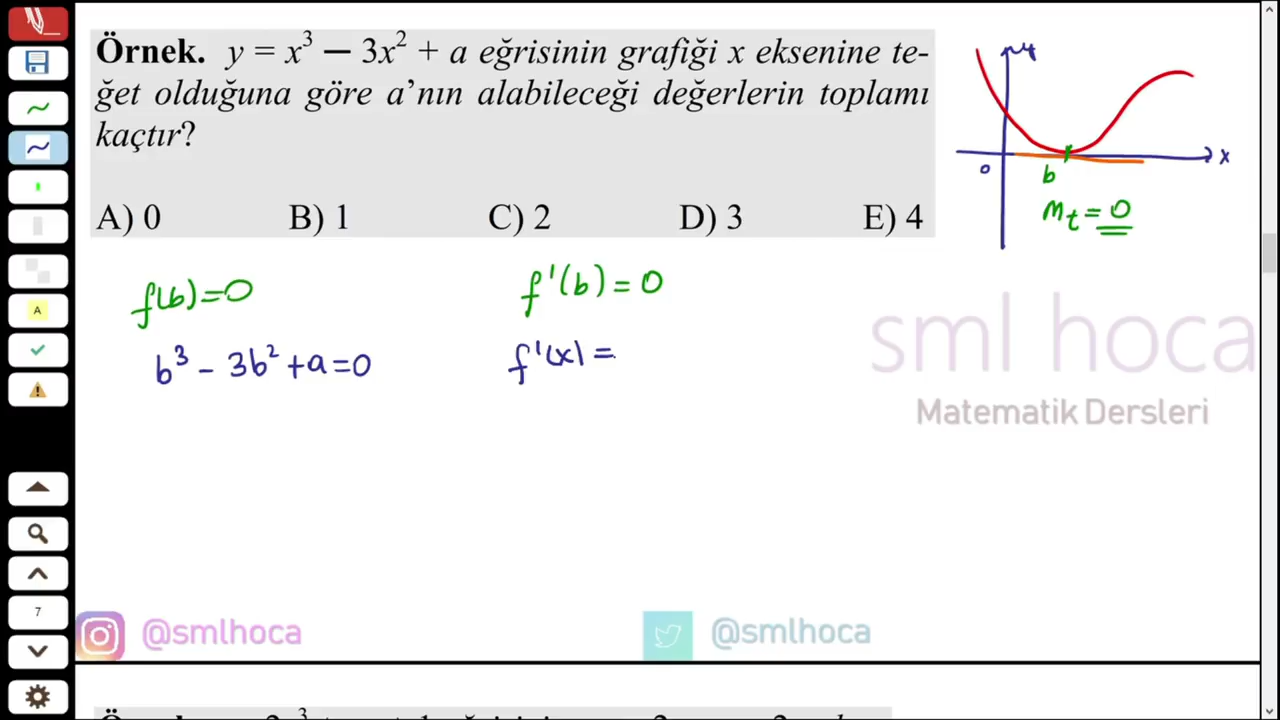 Örnek. y = x³ − 3x² + a eğrisinin grafiği x eksenine te-
ğet olduğuna göre a’nın alabileceği değerlerin toplamı
kaçtır?
A) 0 B) 1 C) 2 D) 3 E) 4
y
x
0
b
m_t = 0
f(b) = 0
f'(b) = 0
b³ - 3b² + a = 0
f'(x) =
sml hoca
Matematik Dersleri
A
7
@smlhoca
@smlhoca